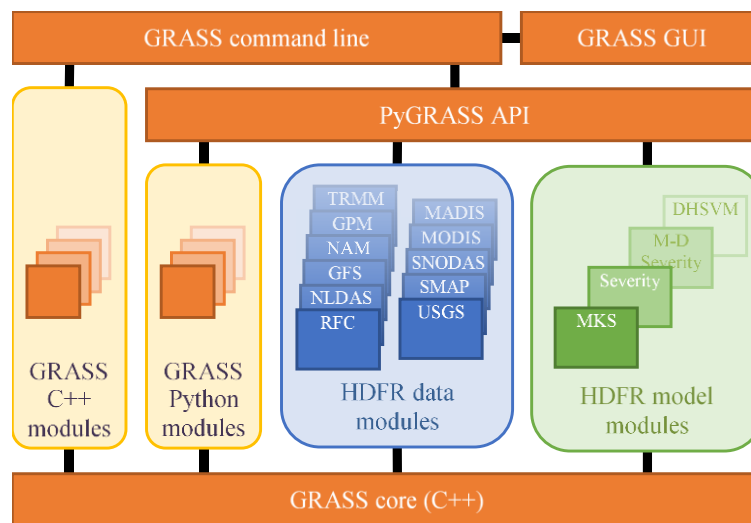 GRASS command line
GRASS GUI
PyGRASS API
GRASS
C++
modules
GRASS
Python
modules
TRMM
GPM
NAM
GFS
NLDAS
RFC
MADIS
MODIS
SNODAS
SMAP
USGS
HDFR data
modules
DHSVM
M-D
Severity
Severity
MKS
HDFR model
modules
GRASS core (C++)